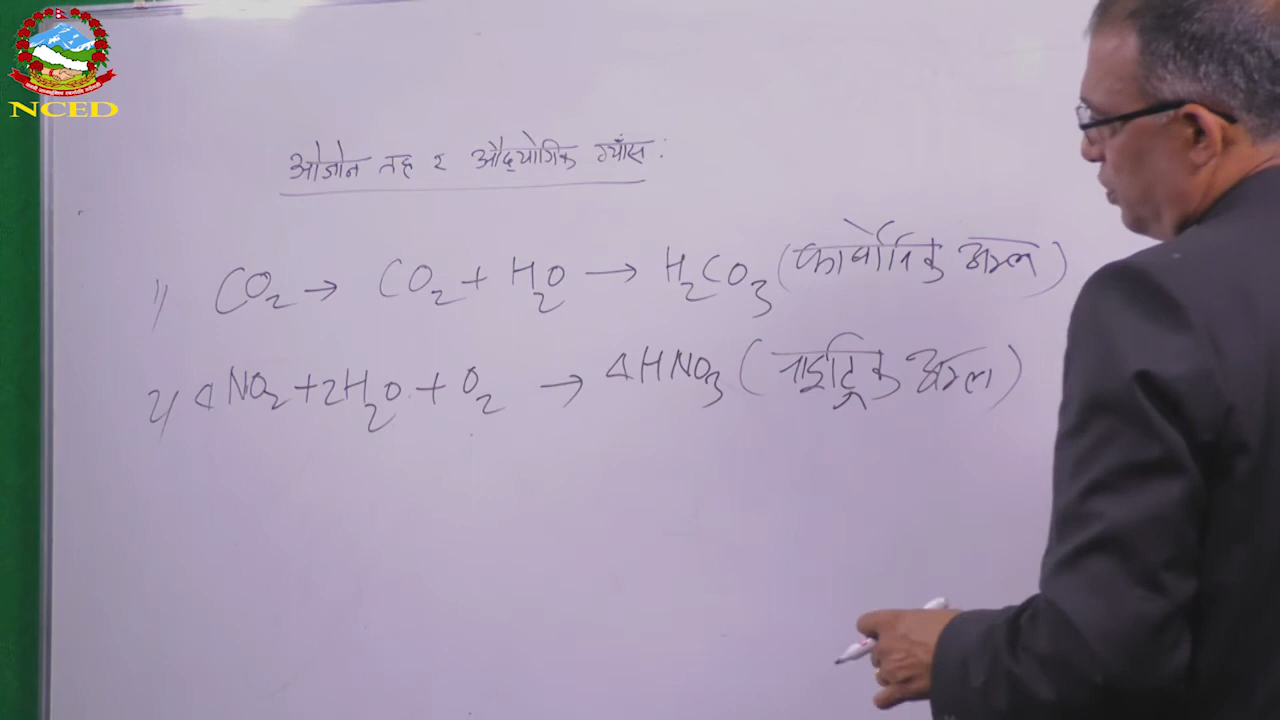 NCED
ओजोन तह र औद्योगिक ग्याँस :
1) CO₂ → CO₂ + H₂O → H₂CO₃ (कार्बोनिक अम्ल)
2) 4NO₂ + 2H₂O + O₂ → 4HNO₃ (नाइट्रिक अम्ल)